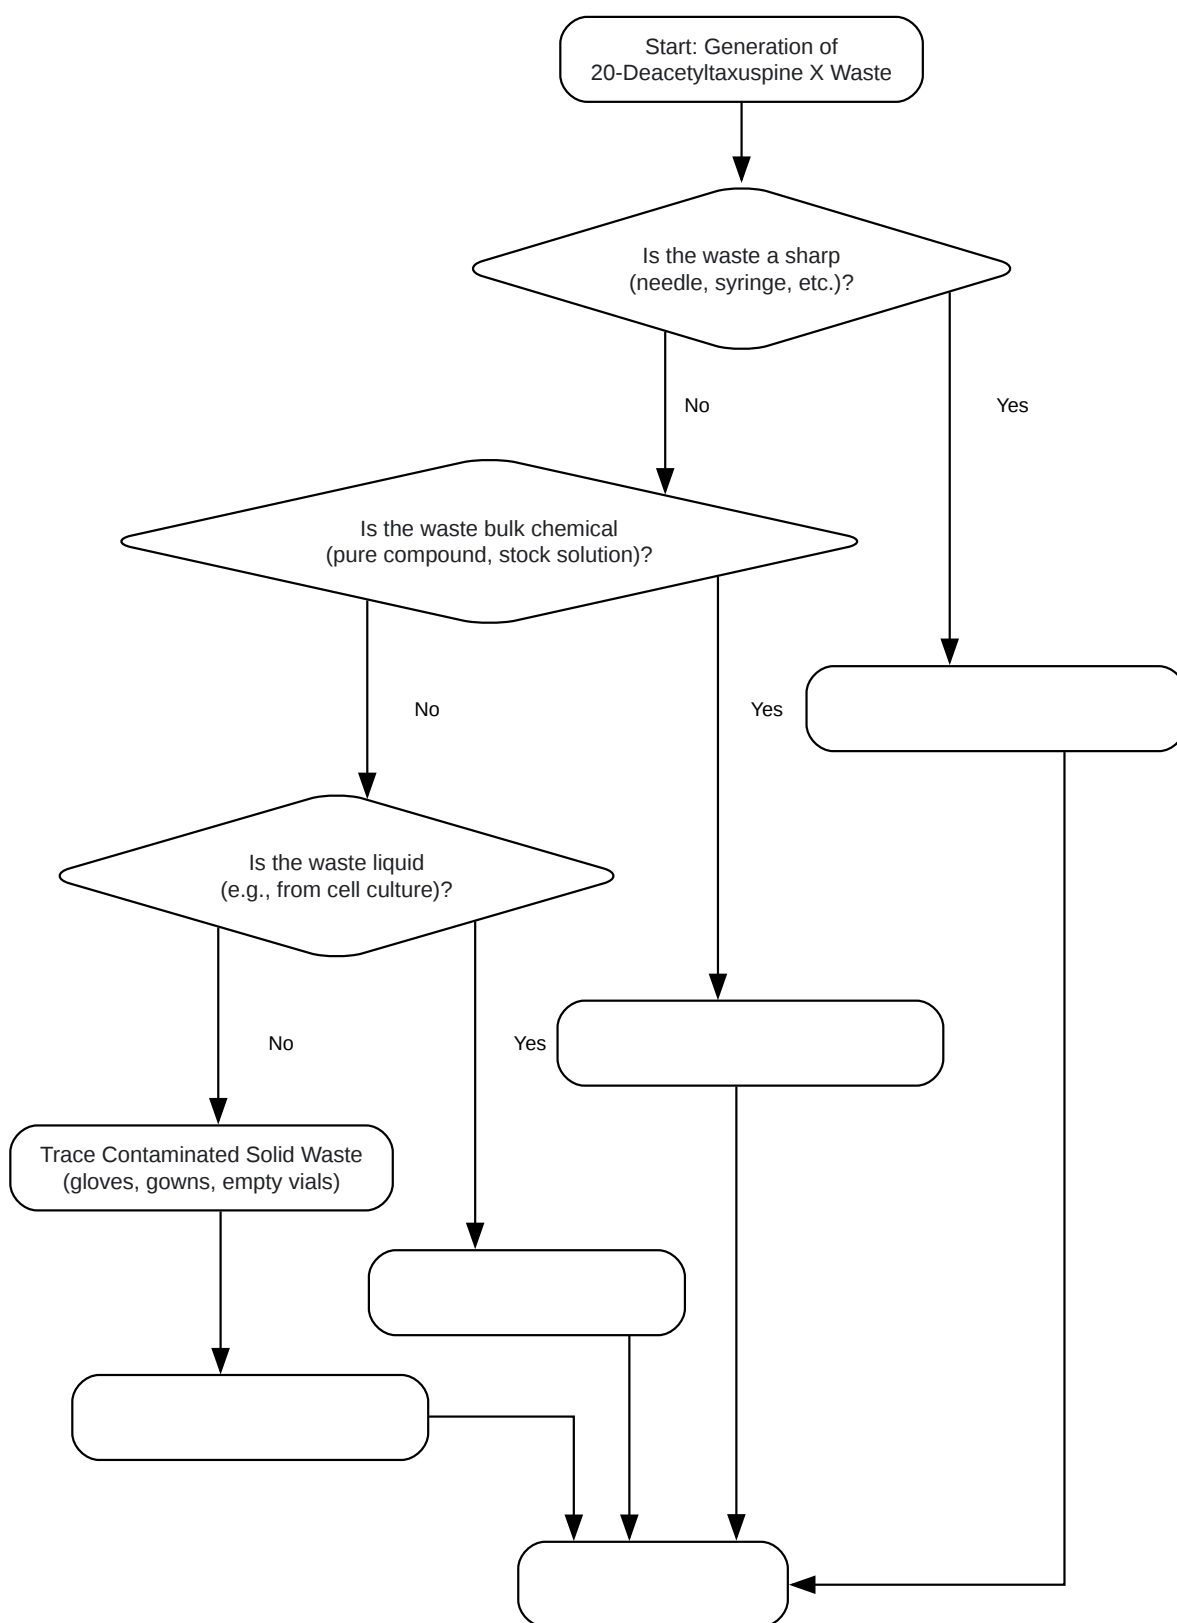 Start: Generation of
20-Deacetyltaxuspine X Waste
Is the waste a sharp
(needle, syringe, etc.)?
No
Yes
Is the waste bulk chemical
(pure compound, stock solution)?
No
Yes
Is the waste liquid
(e.g., from cell culture)?
No
Yes
Trace Contaminated Solid Waste
(gloves, gowns, empty vials)